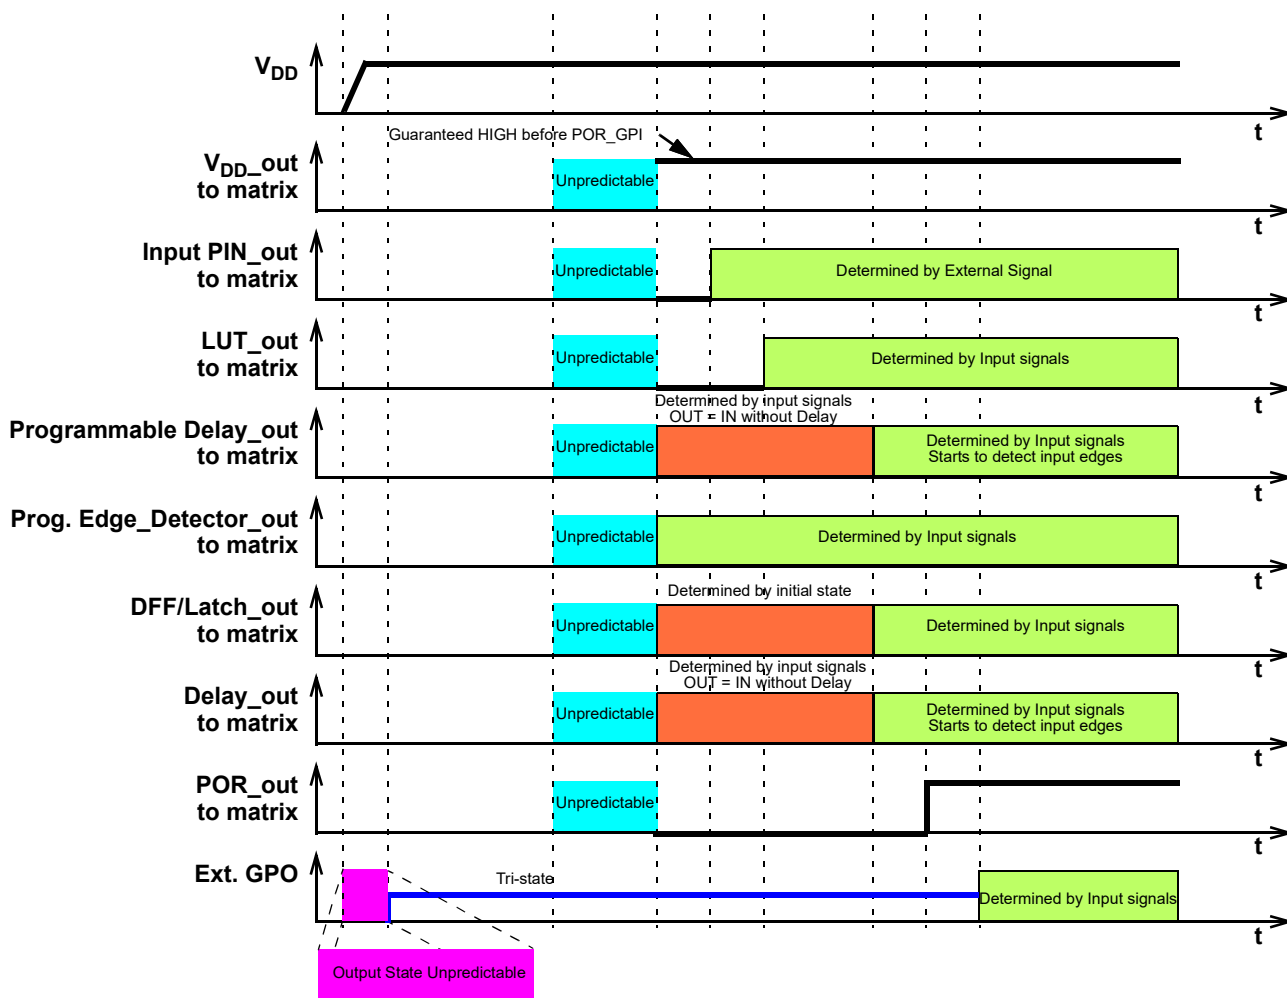 VDD
t
Guaranteed HIGH before POR_GPI
VDD_out
to matrix
Unpredictable
t
Input PIN_out
to matrix
Unpredictable
Determined by External Signal
t
LUT_out
to matrix
Unpredictable
Determined by Input signals
t
Determined by input signals
OUT = IN without Delay
Programmable Delay_out
to matrix
Unpredictable
Determined by Input signals
Starts to detect input edges
t
Prog. Edge_Detector_out
to matrix
Unpredictable
Determined by Input signals
t
Determined by initial state
DFF/Latch_out
to matrix
Unpredictable
Determined by Input signals
t
Determined by input signals
OUT = IN without Delay
Delay_out
to matrix
Unpredictable
Determined by Input signals
Starts to detect input edges
t
POR_out
to matrix
Unpredictable
t
Ext. GPO
Tri-state
Determined by Input signals
t
Output State Unpredictable